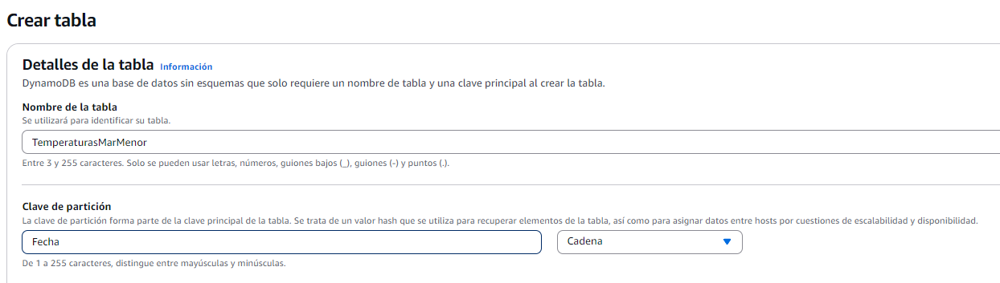 Crear tabla
Detalles de la tabla Información
DynamoDB es una base de datos sin esquemas que solo requiere un nombre de tabla y una clave principal al crear la tabla.
Nombre de la tabla
Se utilizará para identificar su tabla.
TemperaturasMarMenor
Entre 3 y 255 caracteres. Solo se pueden usar letras, números, guiones bajos (_), guiones (-) y puntos (.).
Clave de partición
La clave de partición forma parte de la clave principal de la tabla. Se trata de un valor hash que se utiliza para recuperar elementos de la tabla, así como para asignar datos entre hosts por cuestiones de escalabilidad y disponibilidad.
Fecha Cadena
De 1 a 255 caracteres, distingue entre mayúsculas y minúsculas.